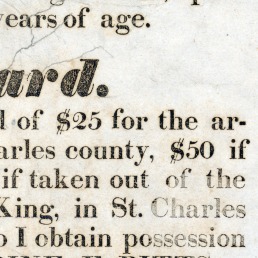 years of age.
ard.
of $25 for the ar-
arles county, $50 if
if taken out of the
King, in St. Charles
o I obtain possession